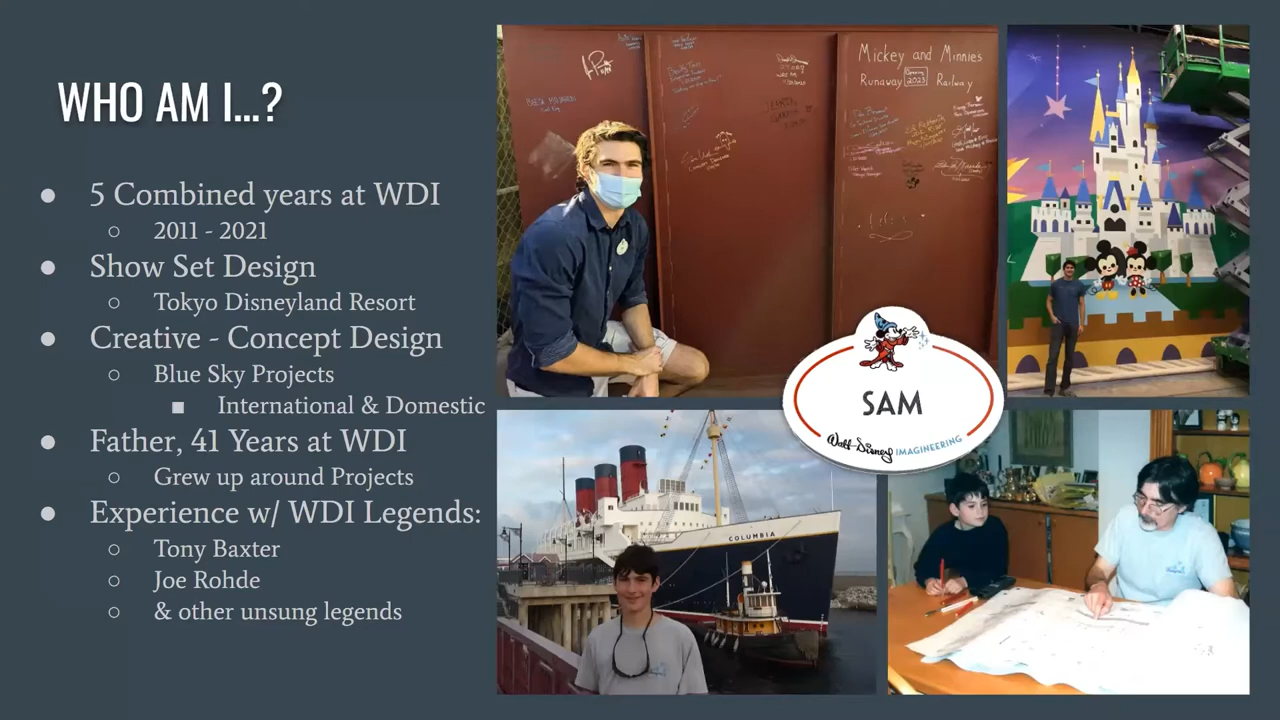 WHO AM I...?
5 Combined years at WDI
2011 - 2021
Show Set Design
Tokyo Disneyland Resort
Creative - Concept Design
Blue Sky Projects
International & Domestic
Father, 41 Years at WDI
Grew up around Projects
Experience w/ WDI Legends:
Tony Baxter
Joe Rohde
& other unsung legends
Mickey and Minnies
Runaway Opening 2023 Railway
SAM
Walt Disney IMAGINEERING
COLUMBIA